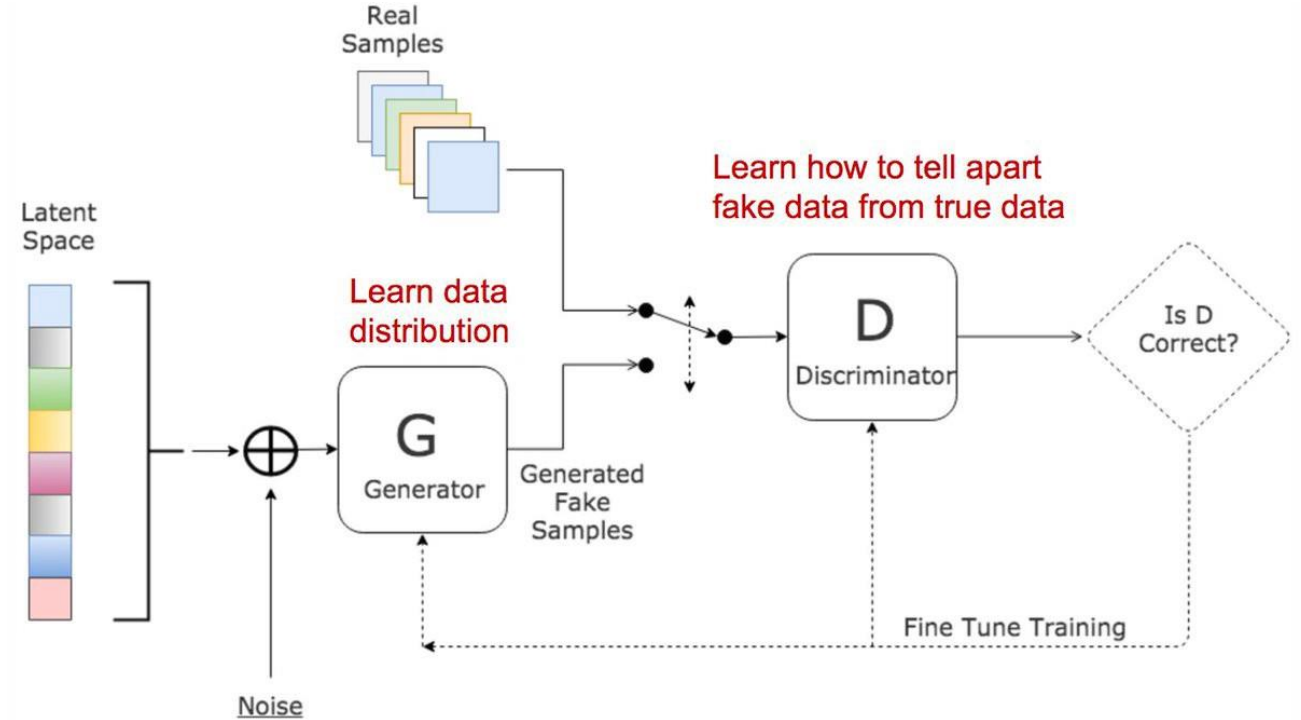 Real
Samples
Learn how to tell apart
fake data from true data
Latent
Space
Learn data
distribution
Is D
Correct?
D
Discriminator
G
Generator
Generated
Fake
Samples
Fine Tune Training
Noise